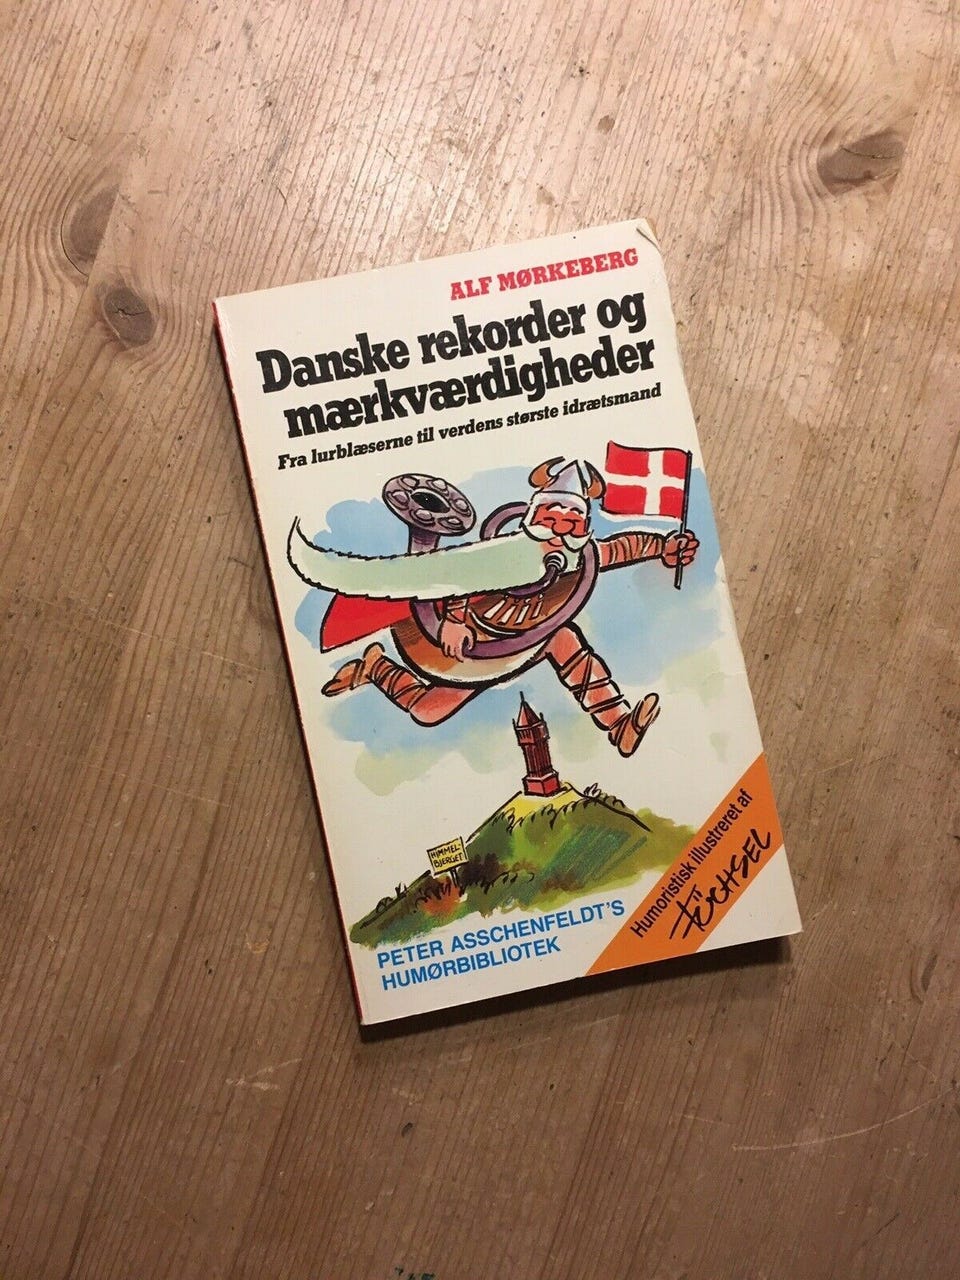 ALF MØRKEBERG
Danske rekorder og
mærkværdigheder
Fra lurblæserne til verdens største idrætsmand
HIMMEL-
BJERGET
PETER ASSCHENFELDT'S
HUMØRBIBLIOTEK
Humoristisk illustreret af
FÜCHSEL